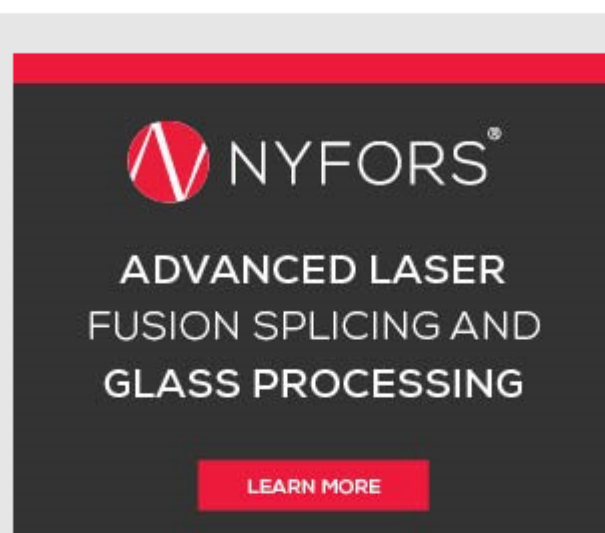 NYFORS®
ADVANCED LASER
FUSION SPLICING AND
GLASS PROCESSING
LEARN MORE